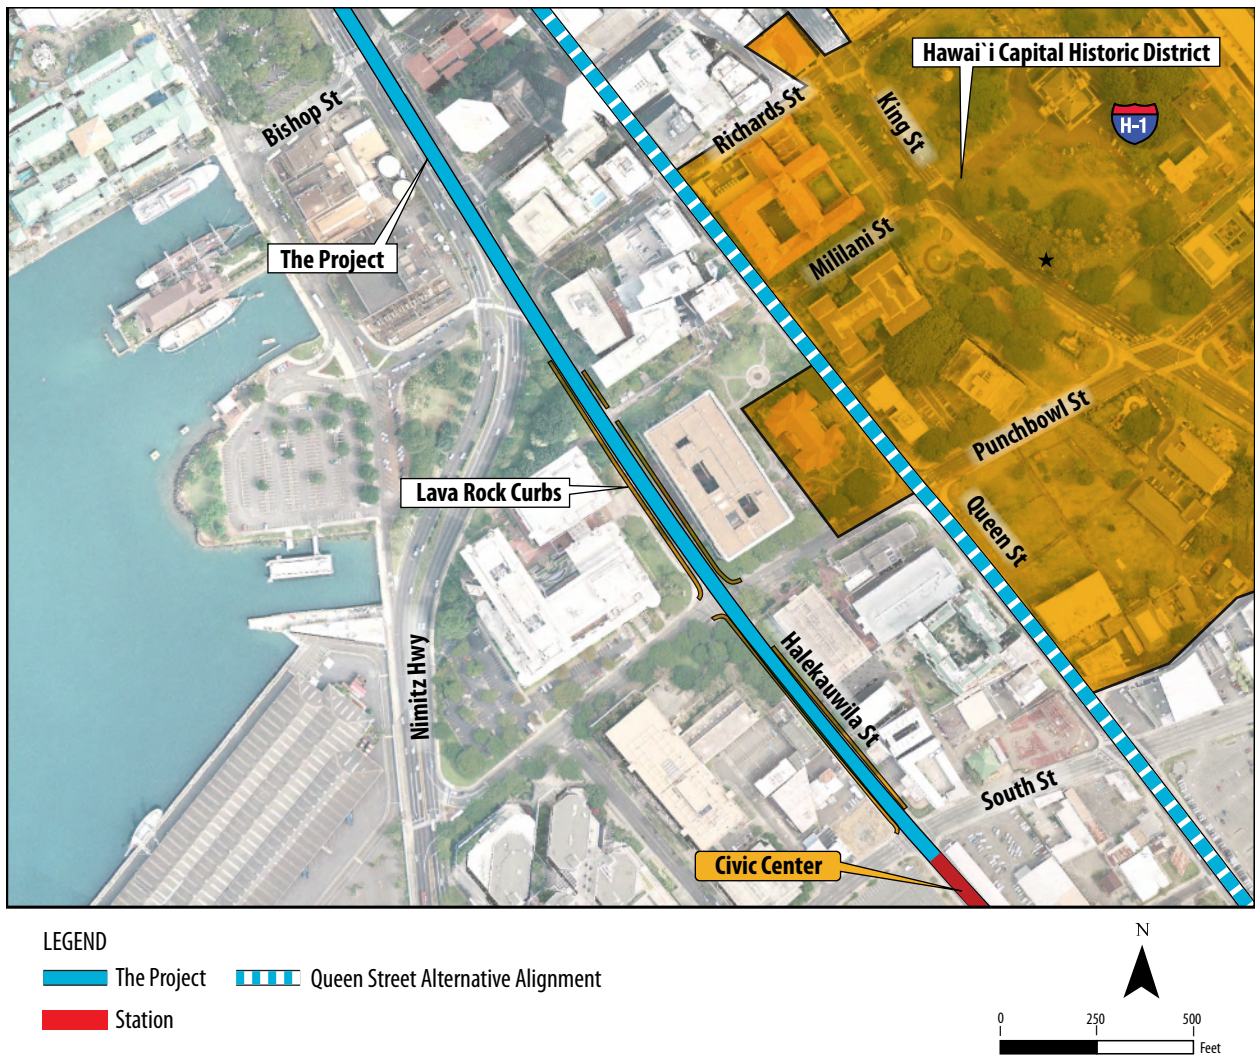 Hawai`i Capital Historic District
H-1
Bishop St
Richards St
King St
The Project
Mililani St
Punchbowl St
Lava Rock Curbs
Queen St
Nimitz Hwy
Halekauwila St
South St
Civic Center
LEGEND
The Project
Queen Street Alternative Alignment
Station
N
0 250 500
Feet